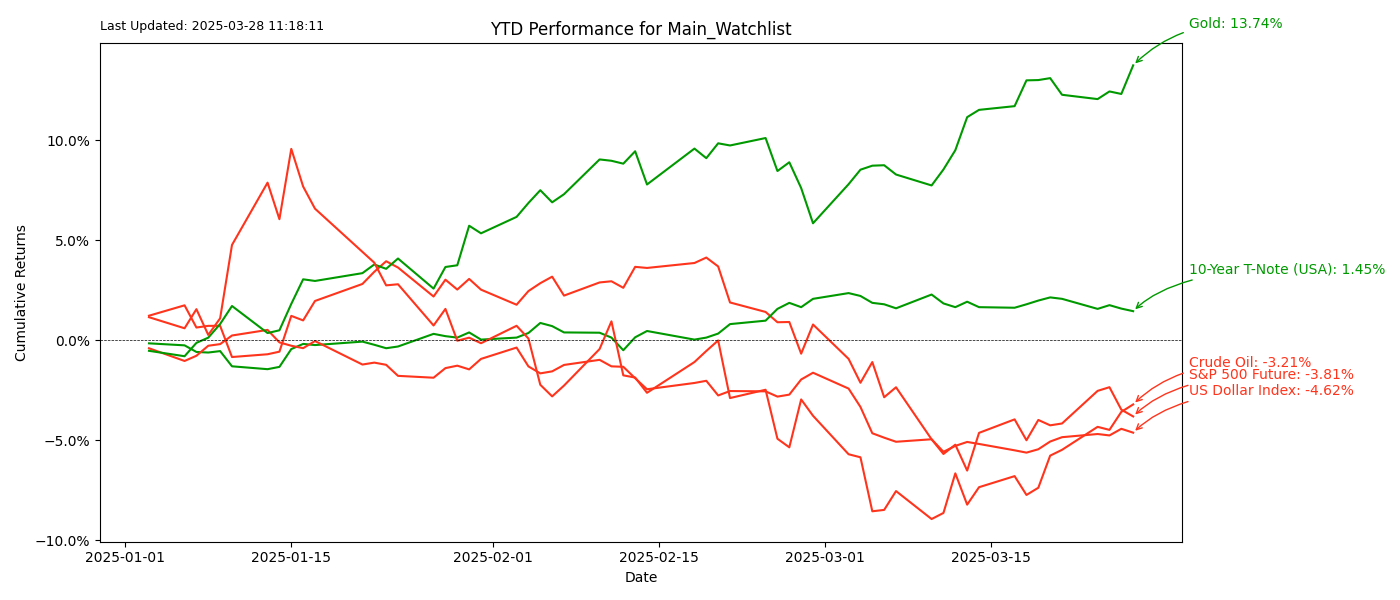 Last Updated: 2025-03-28 11:18:11
YTD Performance for Main_Watchlist
Gold: 13.74%
10-Year T-Note (USA): 1.45%
Crude Oil: -3.21%
S&P 500 Future: -3.81%
US Dollar Index: -4.62%
Cumulative Returns
10.0%
5.0%
0.0%
−5.0%
−10.0%
2025-01-01
2025-01-15
2025-02-01
2025-02-15
2025-03-01
2025-03-15
Date